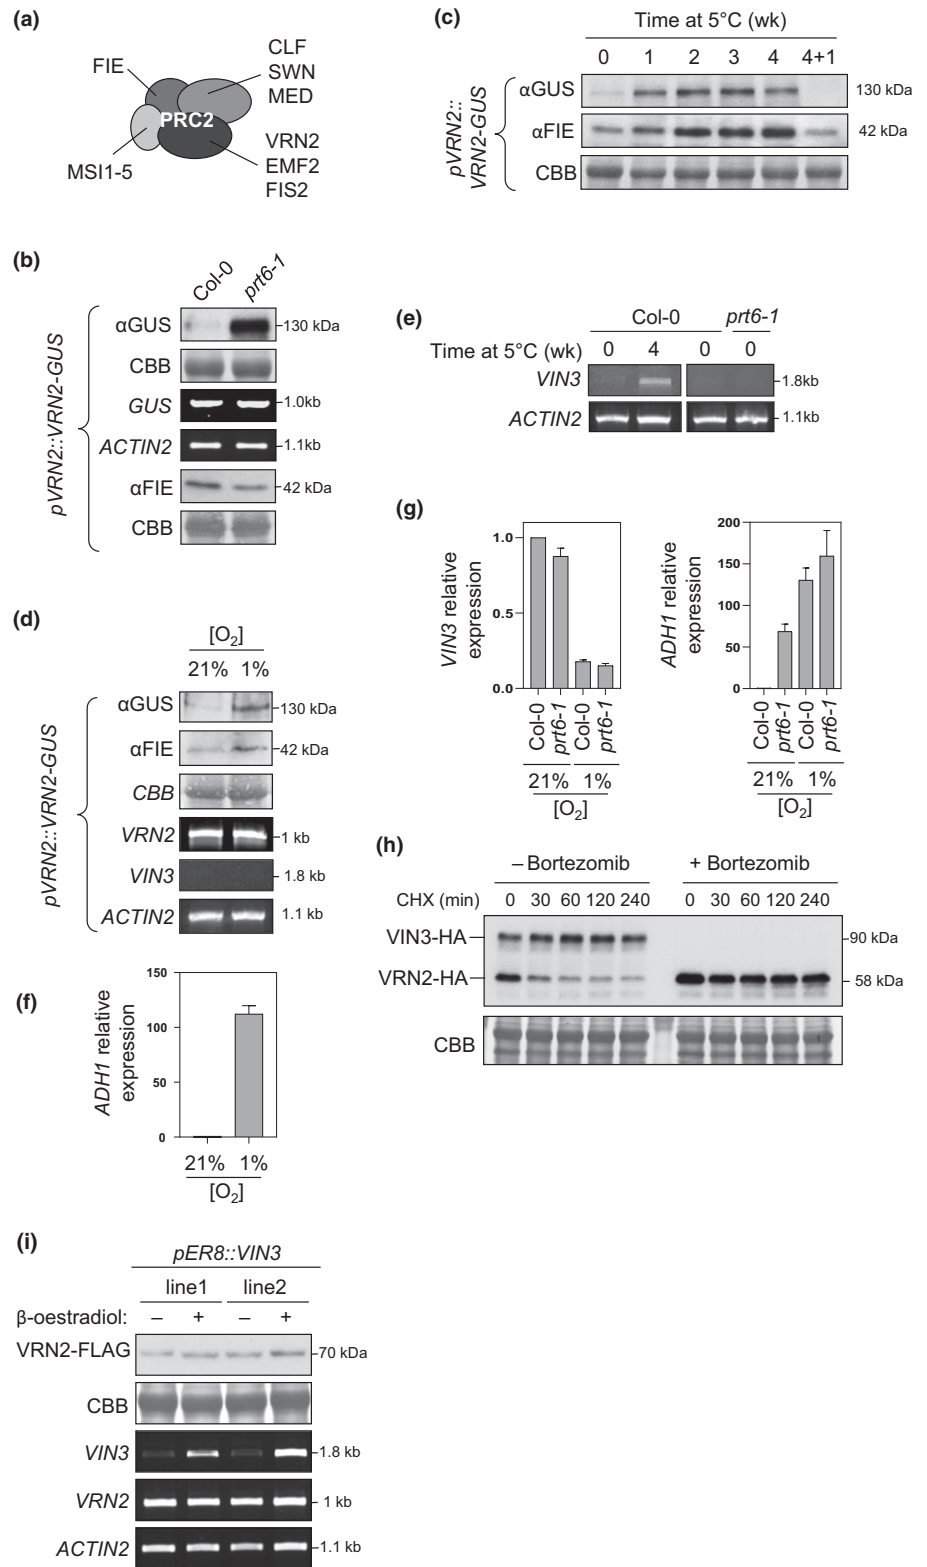 (a)
FIE
CLF
SWN
MED
PRC2
MSI1-5
VRN2
EMF2
FIS2
(b)
Col-0 prt6-1
pVRN2::VRN2-GUS
αGUS 130 kDa
CBB
GUS 1.0kb
ACTIN2 1.1kb
αFIE 42 kDa
CBB
(c)
Time at 5°C (wk)
0 1 2 3 4 4+1
pVRN2::
VRN2-GUS
αGUS 130 kDa
αFIE 42 kDa
CBB
(d)
[O2]
21% 1%
pVRN2::VRN2-GUS
αGUS 130 kDa
αFIE 42 kDa
CBB
VRN2 1 kb
VIN3 1.8 kb
ACTIN2 1.1 kb
(e)
Col-0 prt6-1
Time at 5°C (wk) 0 4 0 0
VIN3 1.8kb
ACTIN2 1.1kb
(f)
ADH1 relative
expression
150
100
50
0
21% 1%
[O2]
(g)
VIN3 relative
expression
1.0
0.5
0.0
Col-0 prt6-1 Col-0 prt6-1
21% 1%
[O2]
ADH1 relative
expression
200
150
100
50
0
Col-0 prt6-1 Col-0 prt6-1
21% 1%
[O2]
(h)
– Bortezomib + Bortezomib
CHX (min) 0 30 60 120 240 0 30 60 120 240
VIN3-HA 90 kDa
VRN2-HA 58 kDa
CBB
(i)
pER8::VIN3
line1 line2
β-oestradiol: – + – +
VRN2-FLAG 70 kDa
CBB
VIN3 1.8 kb
VRN2 1 kb
ACTIN2 1.1 kb